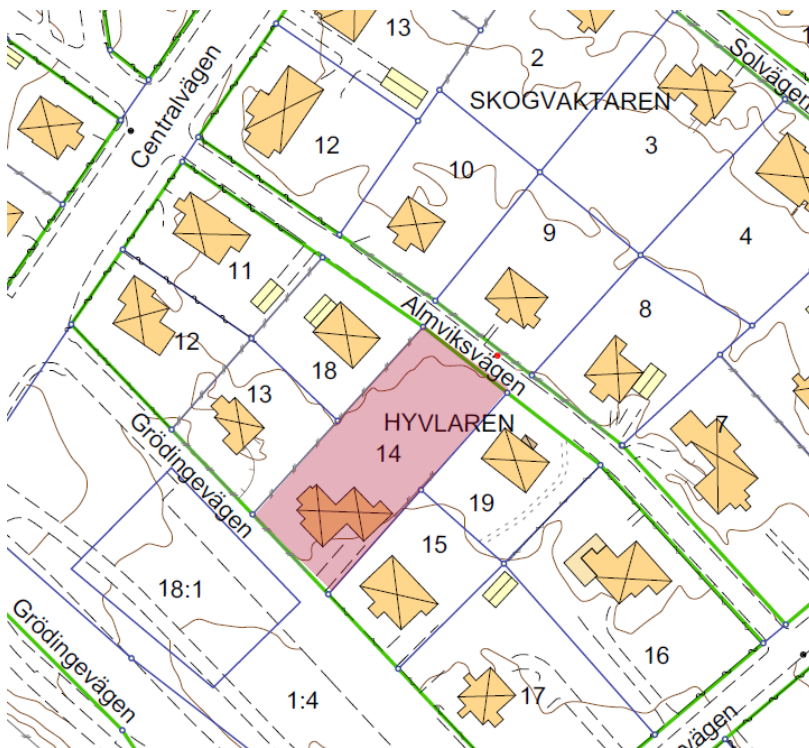 13
2
Solvägen
SKOGVAKTAREN
Centralvägen
12
3
10
9
4
11
Almviksvägen
8
12
18
13
HYVLAREN
14
7
Grödingevägen
19
15
18:1
Grödingevägen
16
1:4
17
vägen